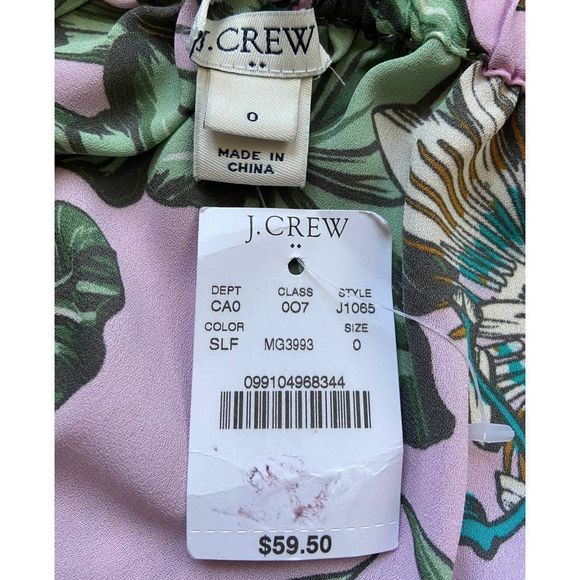 J.CREW
0
MADE IN
CHINA
J.CREW
DEPT CLASS STYLE
CA0 007 J1065
COLOR SIZE
SLF MG3993 0
099104968344
$59.50